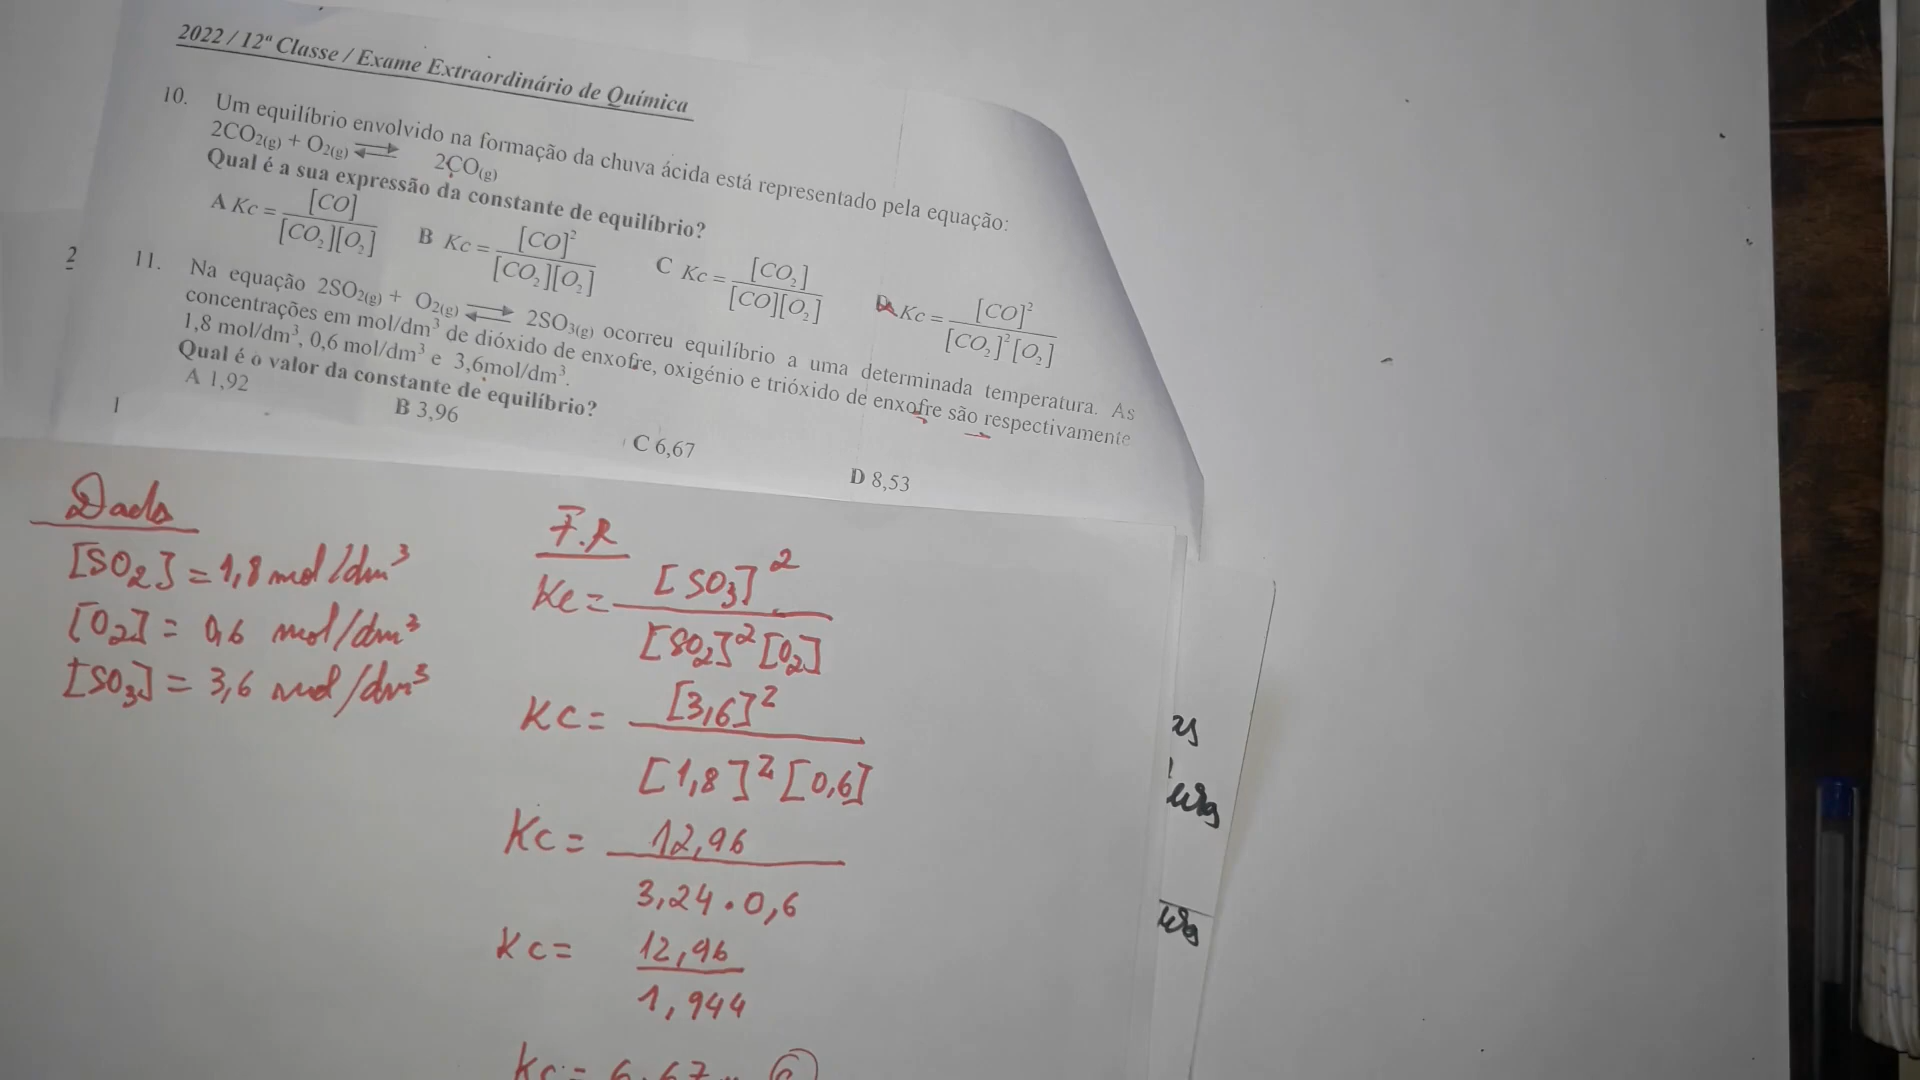 2022 / 12ª Classe / Exame Extraordinário de Química
10. Um equilíbrio envolvido na formação da chuva ácida está representado pela equação:
2CO₂(g) + O₂(g) ⇌ 2CO(g)
Qual é a sua expressão da constante de equilíbrio?
A Kc = [CO] / [CO₂][O₂] B Kc = [CO]² / [CO₂][O₂] C Kc = [CO₂] / [CO][O₂] D Kc = [CO]² / [CO₂]²[O₂]
2
11. Na equação 2SO₂(g) + O₂(g) ⇌ 2SO₃(g) ocorreu equilíbrio a uma determinada temperatura. As
concentrações em mol/dm³ de dióxido de enxofre, oxigénio e trióxido de enxofre são respectivamente
1,8 mol/dm³, 0,6 mol/dm³ e 3,6mol/dm³.
Qual é o valor da constante de equilíbrio?
1
A 1,92 B 3,96 C 6,67 D 8,53
Dados
[SO₂] = 1,8 mol/dm³
[O₂] = 0,6 mol/dm³
[SO₃] = 3,6 mol/dm³
F.R
Kc = [SO₃]² / [SO₂]²[O₂]
Kc = [3,6]² / [1,8]²[0,6]
Kc = 12,96 / 3,24 . 0,6
Kc = 12,96 / 1,944
Kc = 6,67